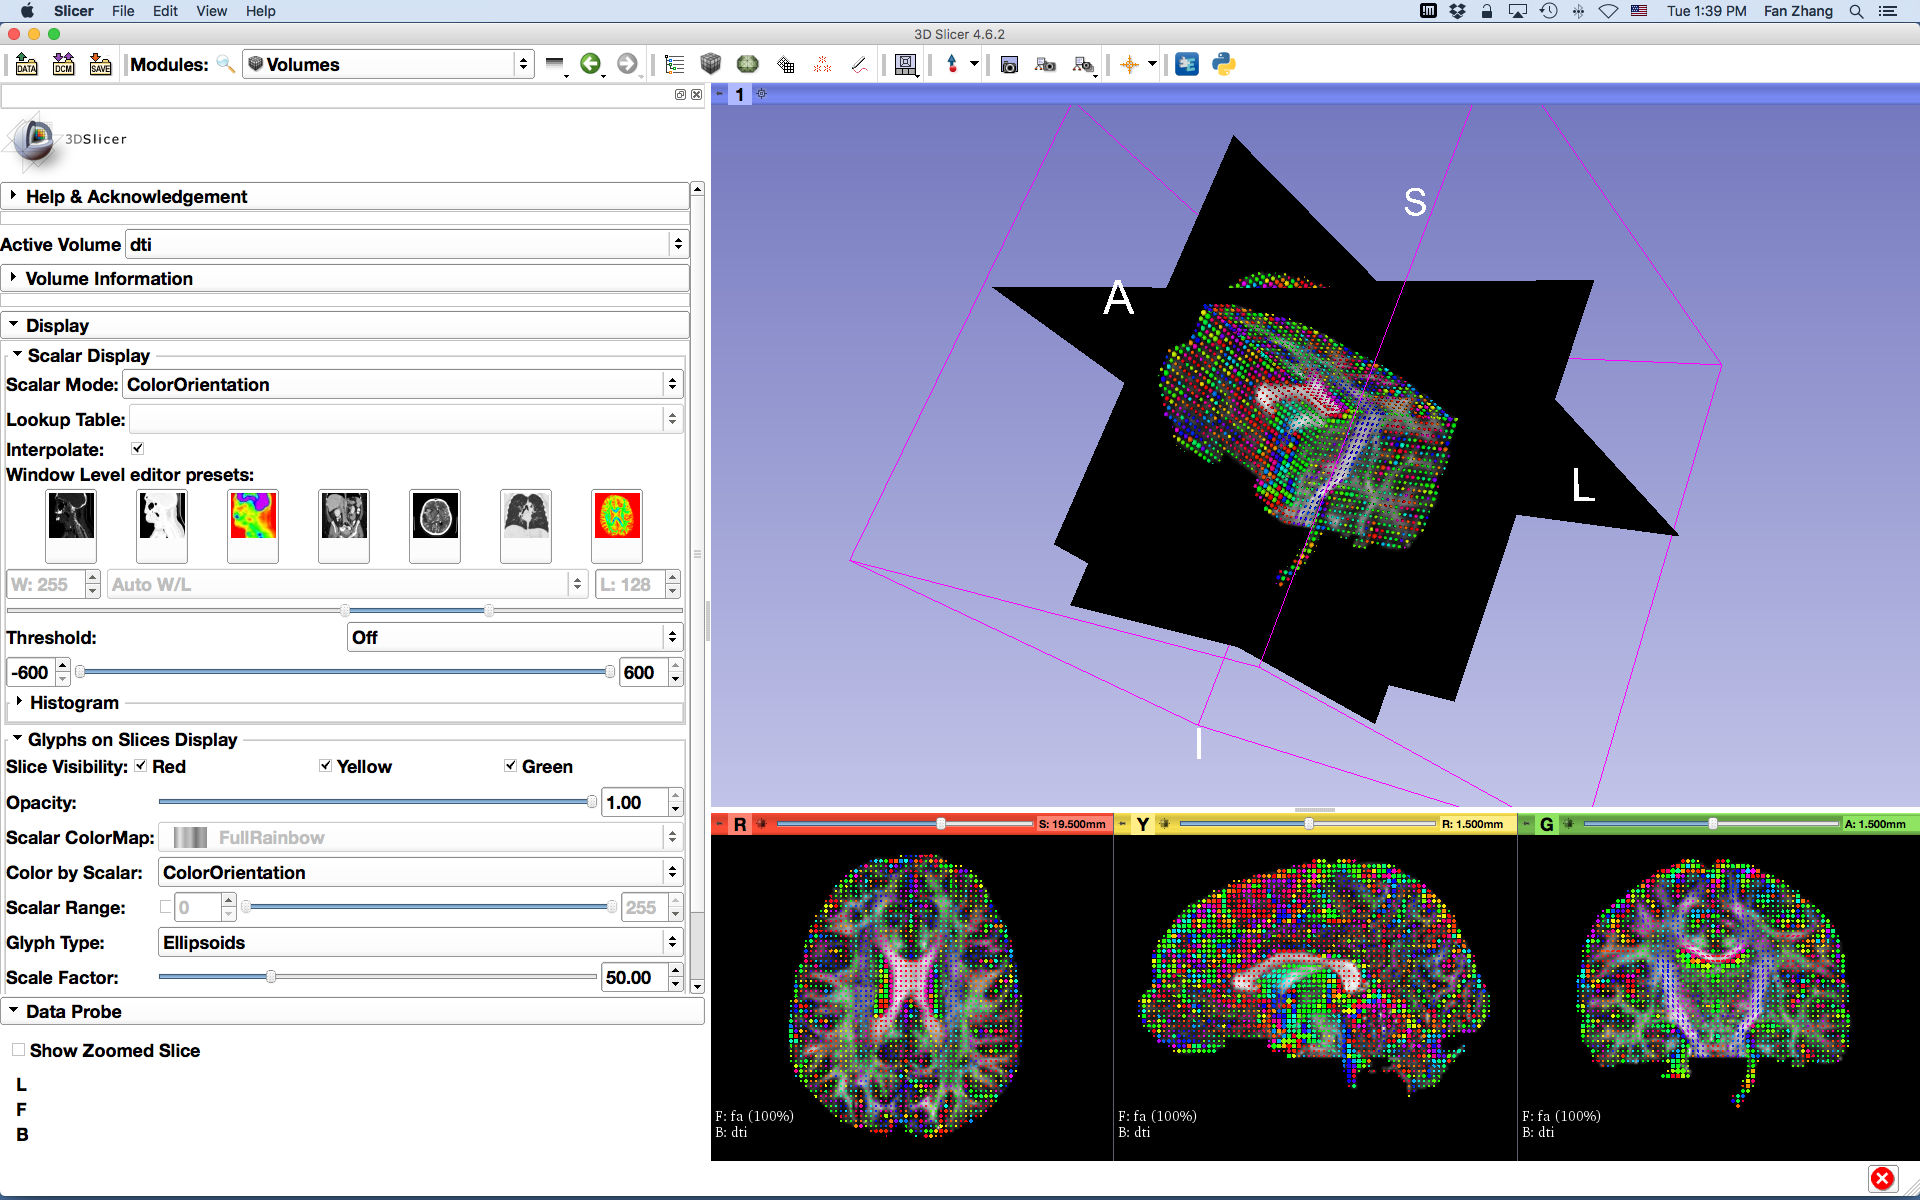 Slicer File Edit View Help Tue 1:39 PM Fan Zhang
3D Slicer 4.6.2
DATA DCM SAVE Modules: Volumes
1
3DSlicer
Help & Acknowledgement
Active Volume dti
Volume Information
Display
Scalar Display
Scalar Mode: ColorOrientation
Lookup Table:
Interpolate:
Window Level editor presets:
W: 255 Auto W/L L: 128
Threshold: Off
-600 600
Histogram
Glyphs on Slices Display
Slice Visibility: Red Yellow Green
Opacity: 1.00
Scalar ColorMap: FullRainbow
Color by Scalar: ColorOrientation
Scalar Range: 0 255
Glyph Type: Ellipsoids
Scale Factor: 50.00
Data Probe
Show Zoomed Slice
L
F
B
S
A
L
I
R S: 19.500mm
F: fa (100%)
B: dti
Y R: 1.500mm
F: fa (100%)
B: dti
G A: 1.500mm
F: fa (100%)
B: dti